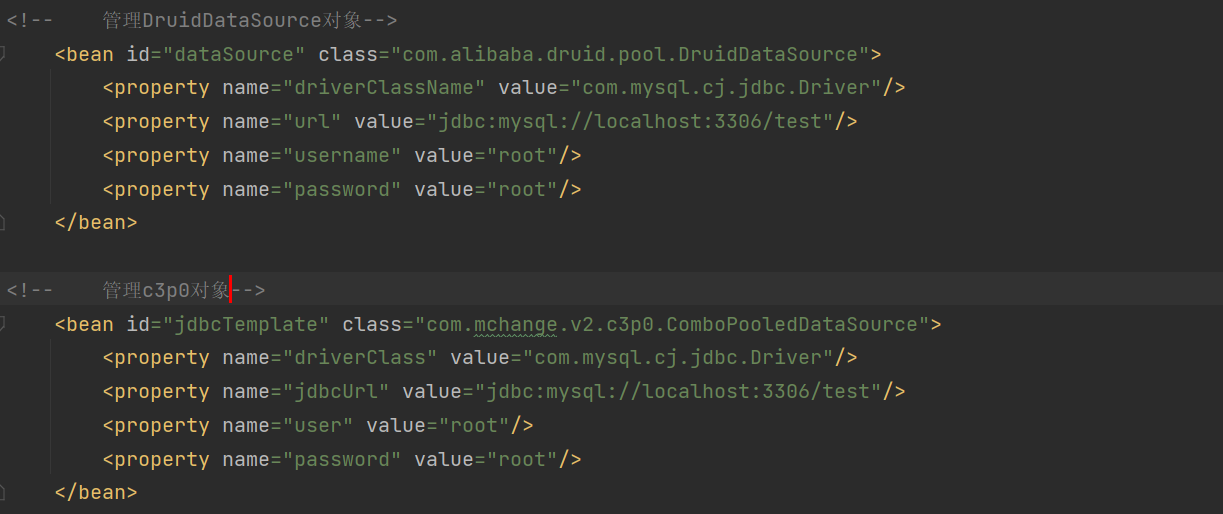 <!--    管理DruidDataSource对象-->
    <bean id="dataSource" class="com.alibaba.druid.pool.DruidDataSource">
        <property name="driverClassName" value="com.mysql.cj.jdbc.Driver"/>
        <property name="url" value="jdbc:mysql://localhost:3306/test"/>
        <property name="username" value="root"/>
        <property name="password" value="root"/>
    </bean>
<!--    管理c3p0对象-->
    <bean id="jdbcTemplate" class="com.mchange.v2.c3p0.ComboPooledDataSource">
        <property name="driverClass" value="com.mysql.cj.jdbc.Driver"/>
        <property name="jdbcUrl" value="jdbc:mysql://localhost:3306/test"/>
        <property name="user" value="root"/>
        <property name="password" value="root"/>
    </bean>